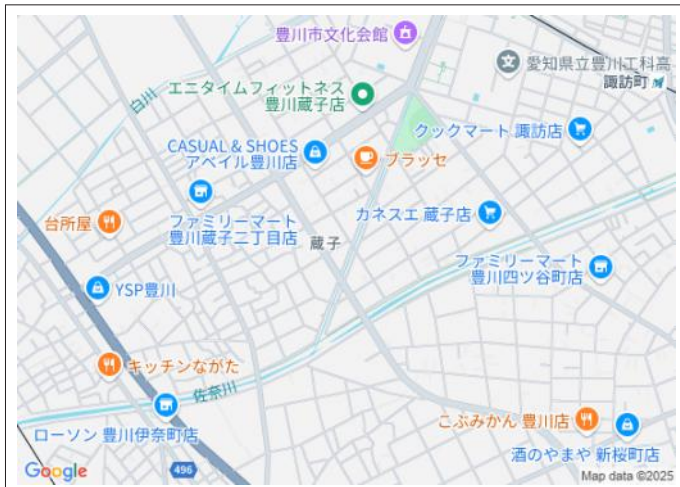 豊川市文化会館
愛知県立豊川工科高
諏訪町
エニタイムフィットネス
豊川蔵子店
白川
CASUAL & SHOES
アベイル豊川店
ブラッセ
クックマート 諏訪店
台所屋
ファミリーマート
豊川蔵子二丁目店
カネスエ 蔵子店
蔵子
ファミリーマート
豊川四ツ谷町店
YSP豊川
キッチンながた
佐奈川
ローソン 豊川伊奈町店
こぶみかん 豊川店
酒のやまや 新桜町店
496
Google
Map data ©2025